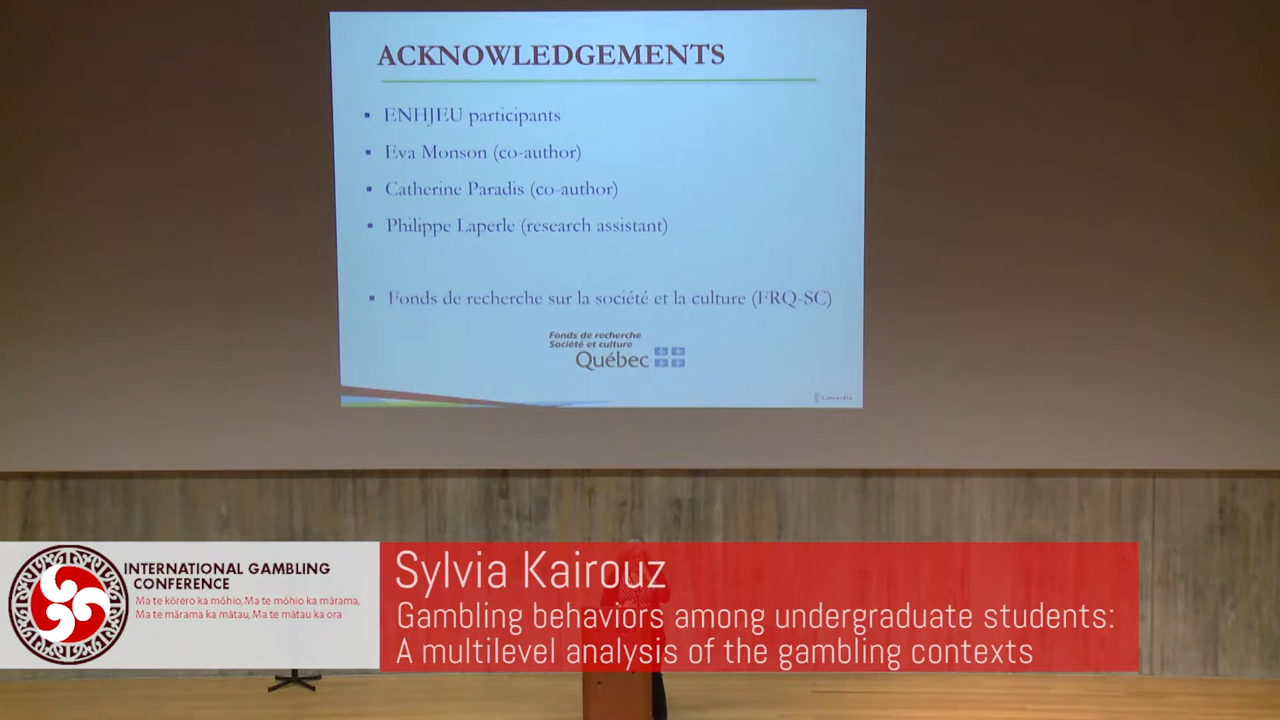 ACKNOWLEDGEMENTS
▪ ENHJEU participants
▪ Eva Monson (co-author)
▪ Catherine Paradis (co-author)
▪ Philippe Laperle (research assistant)
▪ Fonds de recherche sur la société et la culture (FRQ-SC)
Fonds de recherche
Société et culture
Québec
Concordia
INTERNATIONAL GAMBLING
CONFERENCE
Ma te kōrero ka mōhio, Ma te mōhio ka mārama,
Ma te mārama ka mātau, Ma te mātau ka ora
Sylvia Kairouz
Gambling behaviors among undergraduate students:
A multilevel analysis of the gambling contexts